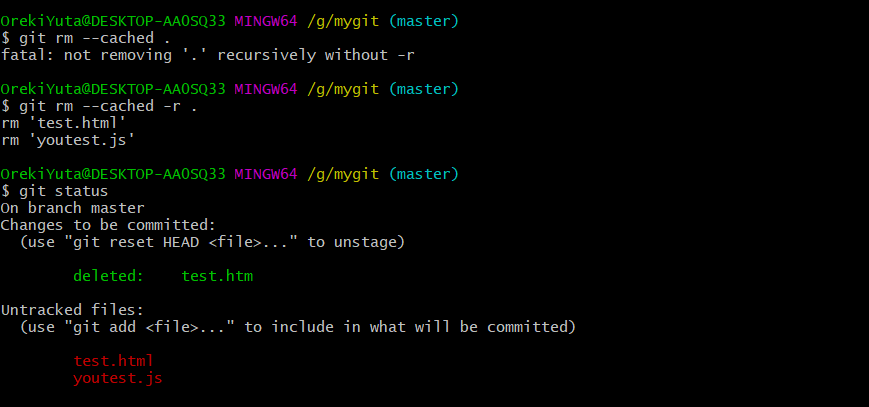 OrekiYuta@DESKTOP-AAOSQ33 MINGW64 /g/mygit (master)
$ git rm --cached .
fatal: not removing '.' recursively without -r
OrekiYuta@DESKTOP-AAOSQ33 MINGW64 /g/mygit (master)
$ git rm --cached -r .
rm 'test.html'
rm 'youtest.js'
OrekiYuta@DESKTOP-AAOSQ33 MINGW64 /g/mygit (master)
$ git status
On branch master
Changes to be committed:
(use "git reset HEAD <file>..." to unstage)
deleted: test.htm
Untracked files:
(use "git add <file>..." to include in what will be committed)
test.html
youtest.js